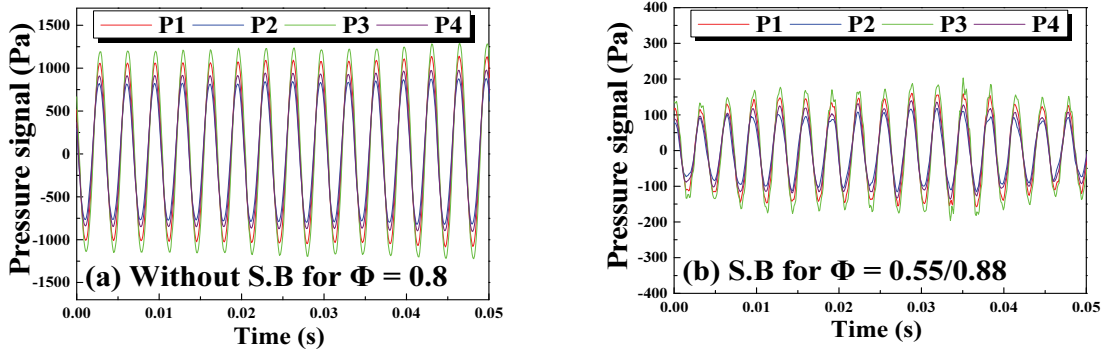 P1 P2 P3 P4
Pressure signal (Pa)
1500
1000
500
0
-500
-1000
-1500
0.00 0.01 0.02 0.03 0.04 0.05
Time (s)
(a) Without S.B for Φ = 0.8
P1 P2 P3 P4
Pressure signal (Pa)
400
300
200
100
0
-100
-200
-300
-400
0.00 0.01 0.02 0.03 0.04 0.05
Time (s)
(b) S.B for Φ = 0.55/0.88